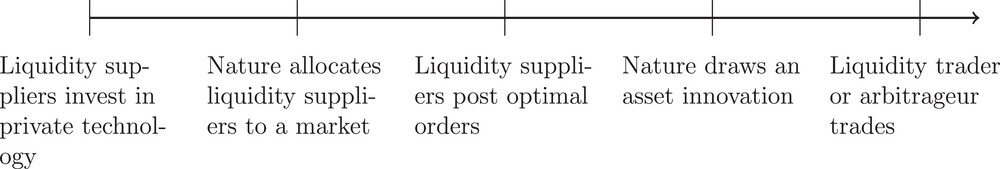 Liquidity sup-
pliers invest in
private technol-
ogy
Nature allocates
liquidity suppli-
ers to a market
Liquidity suppli-
ers post optimal
orders
Nature draws an
asset innovation
Liquidity trader
or arbitrageur
trades